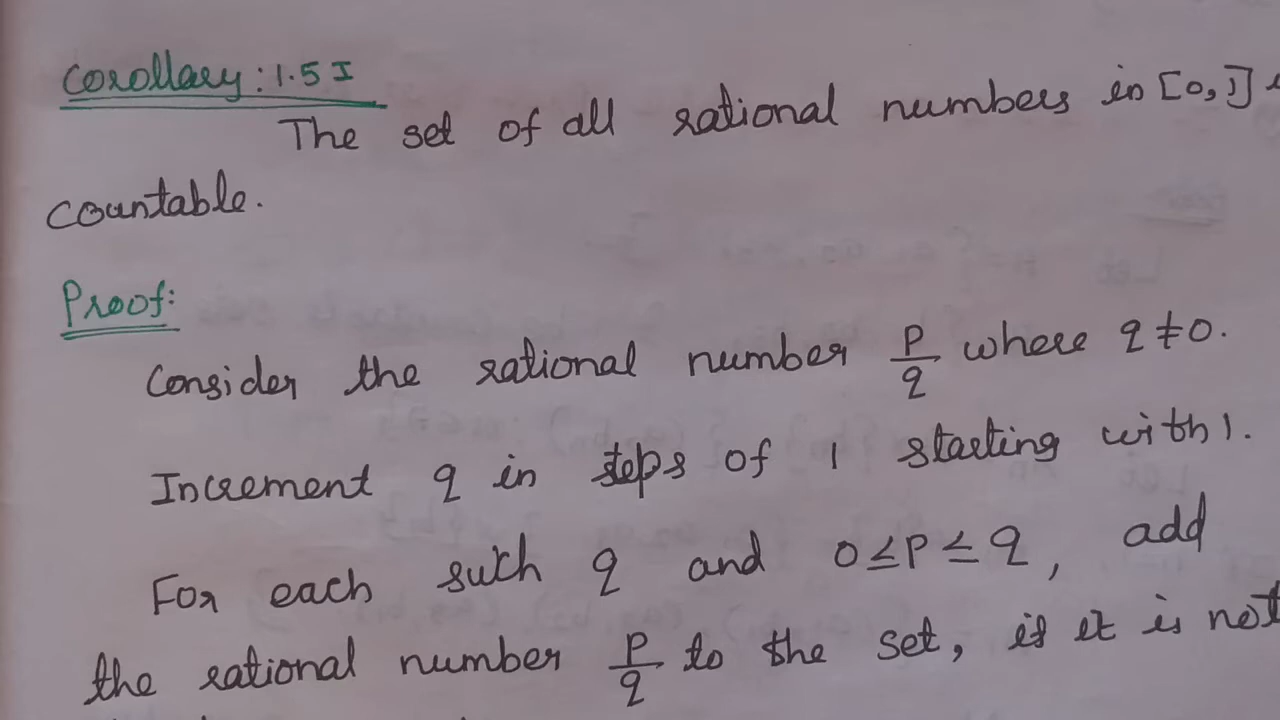 Corollary: 1.5 I
The set of all rational numbers in [0,1]
countable.
Proof:
Consider the rational number p/q where q ≠ 0.
Increment q in steps of 1 starting with 1.
For each such q and 0 ≤ p ≤ q, add
the rational number p/q to the set, if it is not